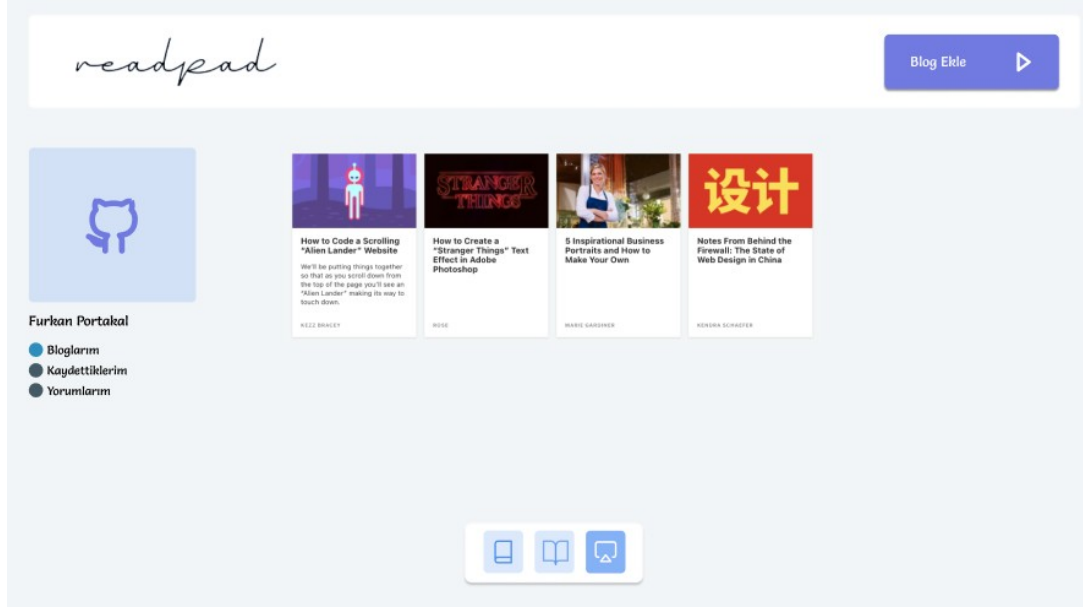 readpad
Blog Ekle
Furkan Portakal
Bloglarım
Kaydettiklerim
Yorumlarım
How to Code a Scrolling
“Alien Lander” Website
We'll be putting things together
so that as you scroll down from
the top of the page you'll see an
“Alien Lander” making its way to
touch down.
KEZZ BRACEY
STRANGER
THINGS
How to Create a
“Stranger Things” Text
Effect in Adobe
Photoshop
ROSE
5 Inspirational Business
Portraits and How to
Make Your Own
MARIE GARDINER
设计
Notes From Behind the
Firewall: The State of
Web Design in China
KENDRA SCHAEFER